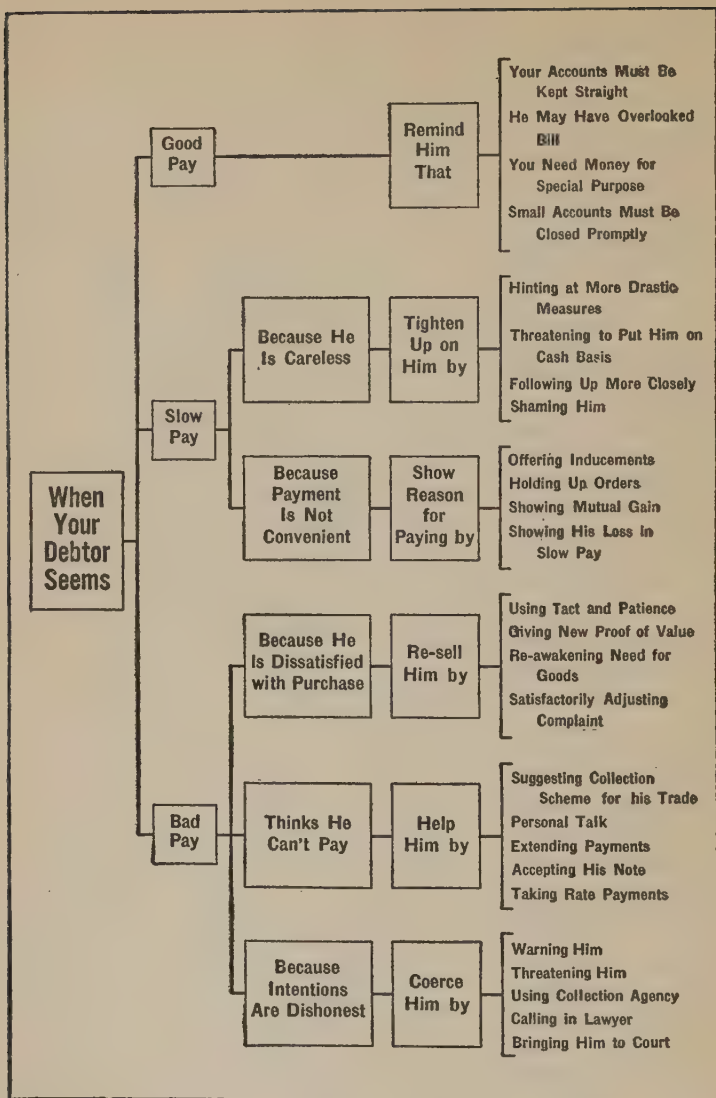 When
Your
Debtor
Seems
Good
Pay
Remind
Him
That
Your Accounts Must Be
Kept Straight
He May Have Overlooked
Bill
You Need Money for
Special Purpose
Small Accounts Must Be
Closed Promptly
Slow
Pay
Because He
Is Careless
Tighten
Up on
Him by
Hinting at More Drastic
Measures
Threatening to Put Him on
Cash Basis
Following Up More Closely
Shaming Him
Because
Payment
Is Not
Convenient
Show
Reason
for
Paying by
Offering Inducements
Holding Up Orders
Showing Mutual Gain
Showing His Loss in
Slow Pay
Bad
Pay
Because He
Is Dissatisfied
with Purchase
Re-sell
Him by
Using Tact and Patience
Giving New Proof of Value
Re-awakening Need for
Goods
Satisfactorily Adjusting
Complaint
Thinks He
Can't Pay
Help
Him by
Suggesting Collection
Scheme for his Trade
Personal Talk
Extending Payments
Accepting His Note
Taking Rate Payments
Because
Intentions
Are Dishonest
Coerce
Him by
Warning Him
Threatening Him
Using Collection Agency
Calling in Lawyer
Bringing Him to Court